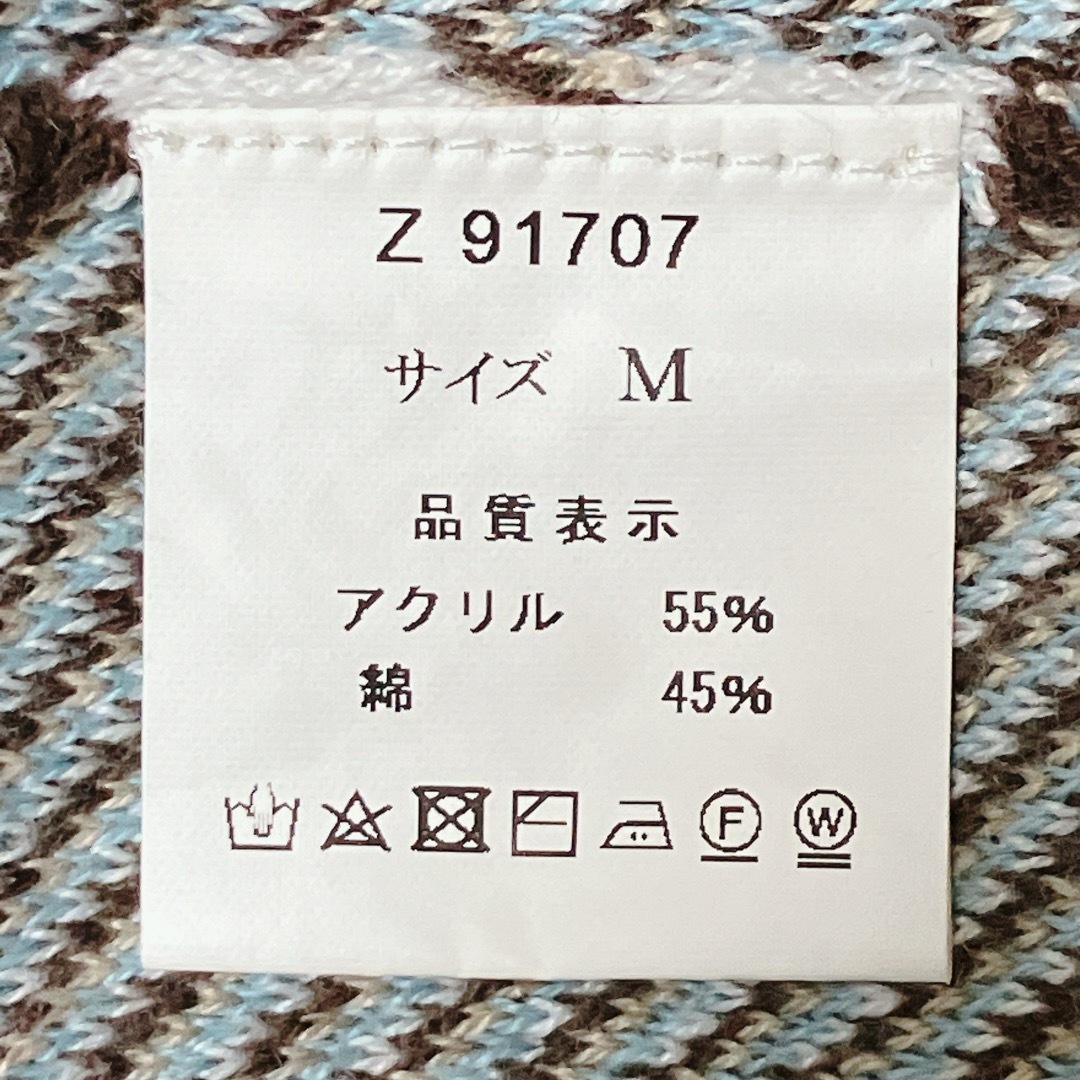 Z 91707
サイズ M
品質表示
アクリル 55%
綿 45%
F W